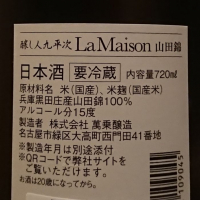 醸し人九平次 La Maison 山田錦
日本酒 要冷蔵 内容量720ml
原材料名 米(国産)、米麹(国産米)
兵庫黒田庄産山田錦100%
アルコール分15度
製造者 株式会社 萬乗醸造
名古屋市緑区大高町西門田41番地
※製造年月は別途添付
※QRコードで弊社サイトを
ご覧いただけます。
お酒は20歳になってから。